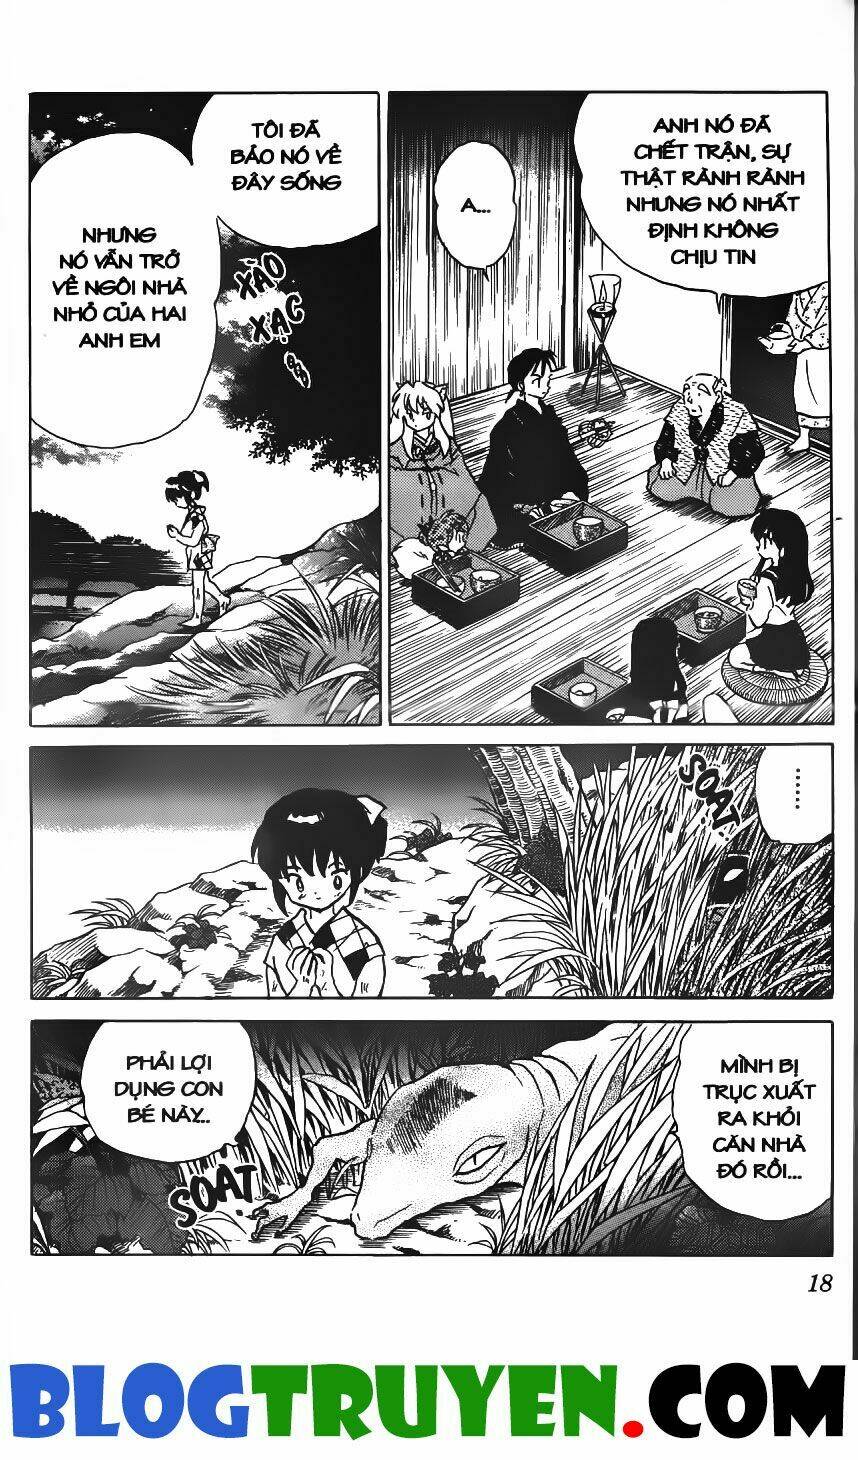 ANH NÓ ĐÃ
CHẾT TRẬN, SỰ
THẬT RÀNH RÀNH
NHƯNG NÓ NHẤT
ĐỊNH KHÔNG
CHỊU TIN
A...
TÔI ĐÃ
BẢO NÓ VỀ
ĐÂY SỐNG
NHƯNG
NÓ VẪN TRỞ
VỀ NGÔI NHÀ
NHỎ CỦA HAI
ANH EM
XÀO
XẠC
......
SOẠT
MÌNH BỊ
TRỤC XUẤT
RA KHỎI
CĂN NHÀ
ĐÓ RỒI...
PHẢI LỢI
DỤNG CON
BÉ NÀY...
SOẠT
18
BLOGTRUYEN.COM